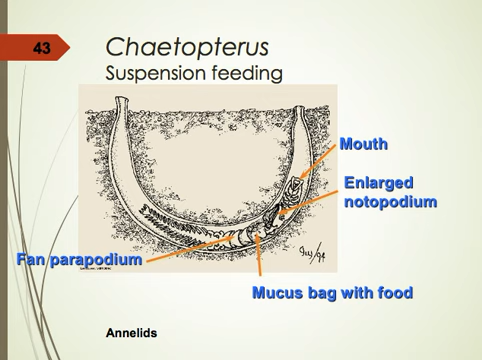 43
Chaetopterus
Suspension feeding
Mouth
Enlarged
notopodium
Fan parapodium
Mucus bag with food
Annelids